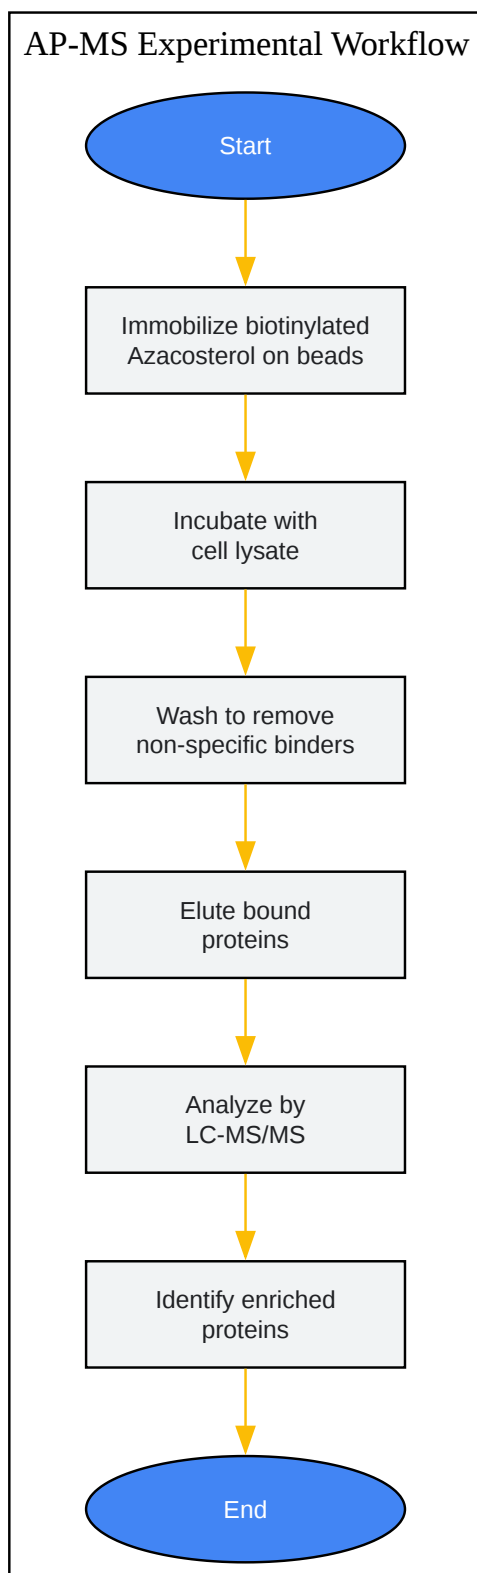 AP-MS Experimental Workflow
Start
Immobilize biotinylated
Azacosterol on beads
Incubate with
cell lysate
Wash to remove
non-specific binders
Elute bound
proteins
Analyze by
LC-MS/MS
Identify enriched
proteins
End